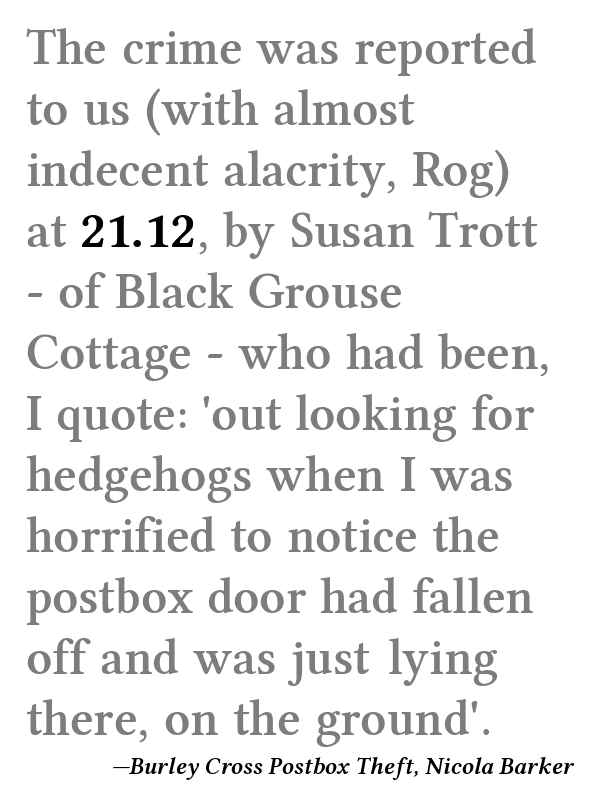 The crime was reported
to us (with almost
indecent alacrity, Rog)
at 21.12, by Susan Trott
- of Black Grouse
Cottage - who had been,
I quote: 'out looking for
hedgehogs when I was
horrified to notice the
postbox door had fallen
off and was just lying
there, on the ground'.
—Burley Cross Postbox Theft, Nicola Barker